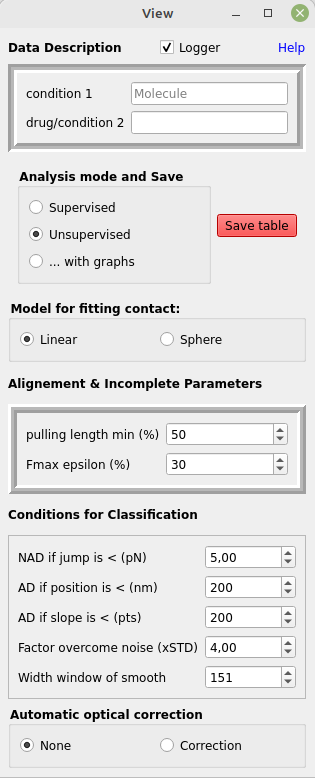 View
Data Description Logger Help
condition 1 Molecule
drug/condition 2
Analysis mode and Save
Supervised
Unsupervised
... with graphs
Save table
Model for fitting contact:
Linear Sphere
Alignement & Incomplete Parameters
pulling length min (%) 50
Fmax epsilon (%) 30
Conditions for Classification
NAD if jump is < (pN) 5,00
AD if position is < (nm) 200
AD if slope is < (pts) 200
Factor overcome noise (xSTD) 4,00
Width window of smooth 151
Automatic optical correction
None Correction